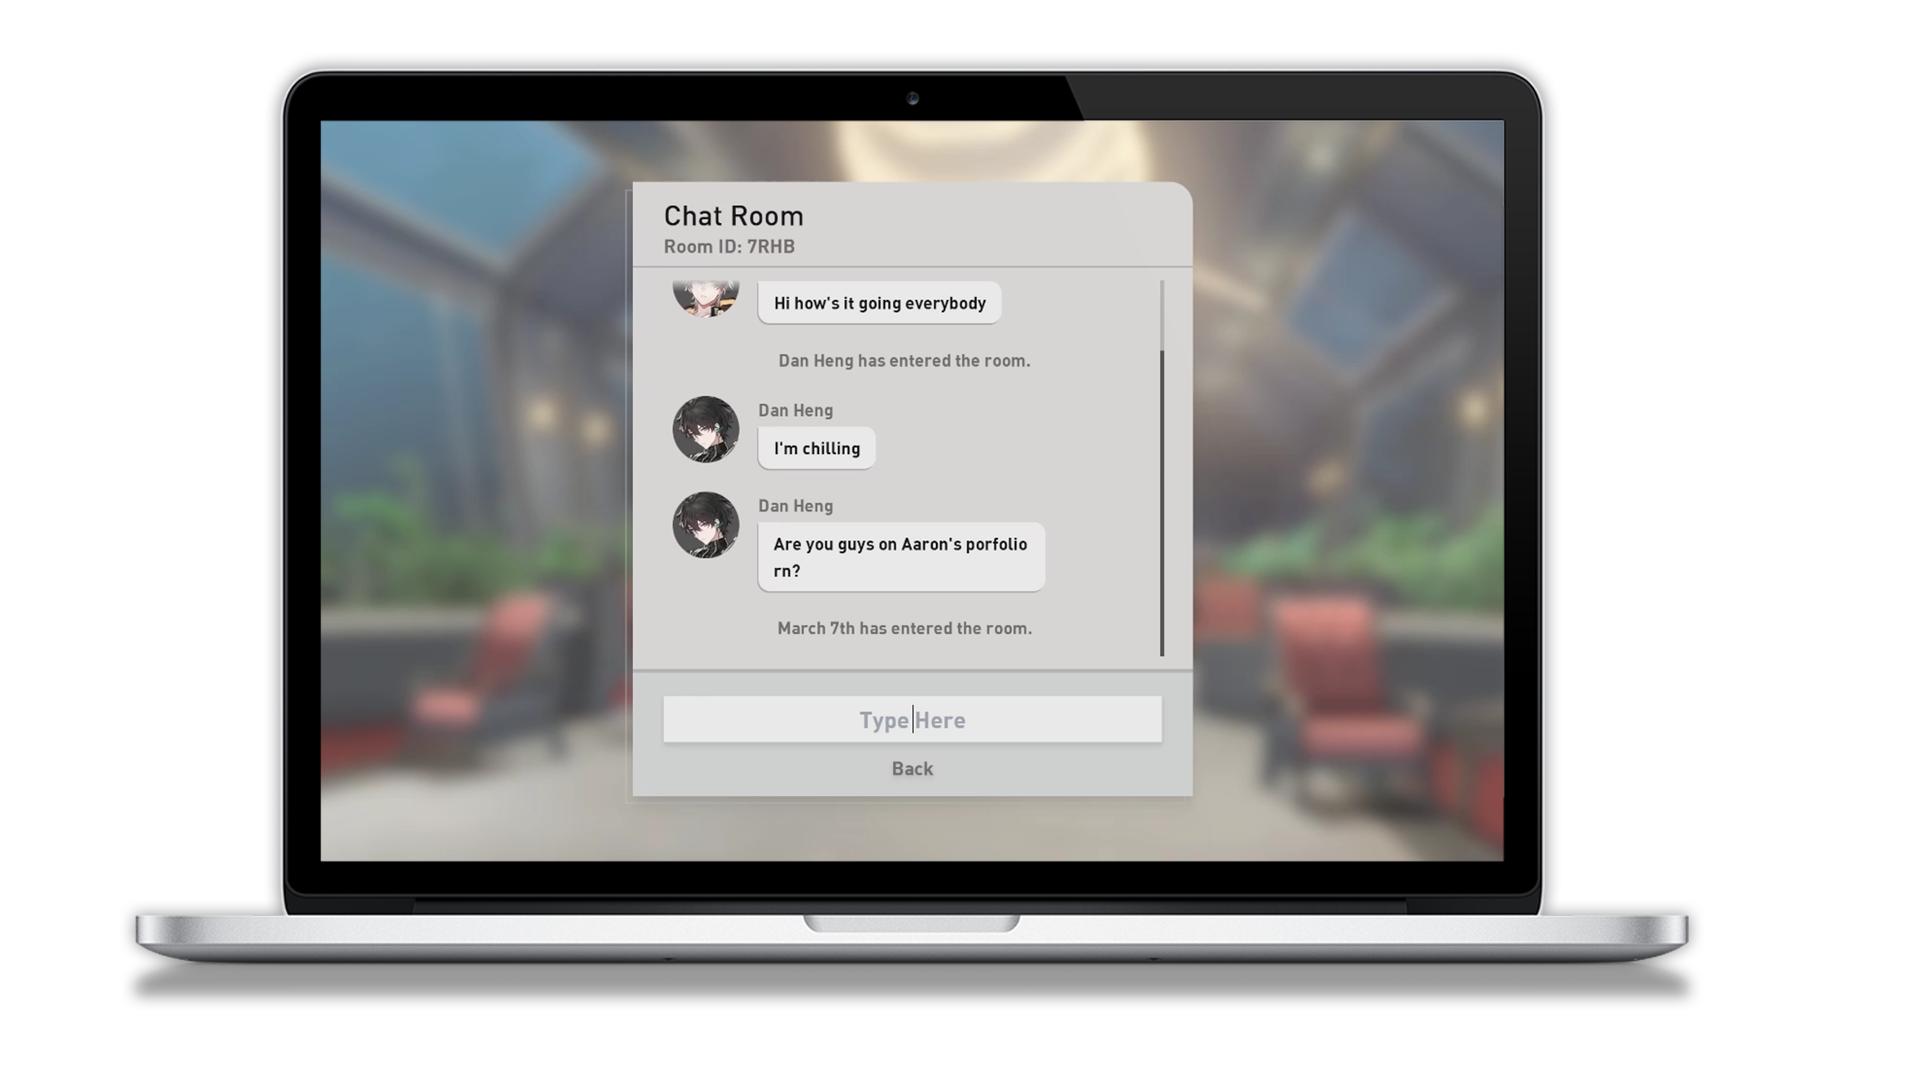 Chat Room
Room ID: 7RHB
Hi how's it going everybody
Dan Heng has entered the room.
Dan Heng
I'm chilling
Dan Heng
Are you guys on Aaron's porfolio
rn?
March 7th has entered the room.
Type Here
Back